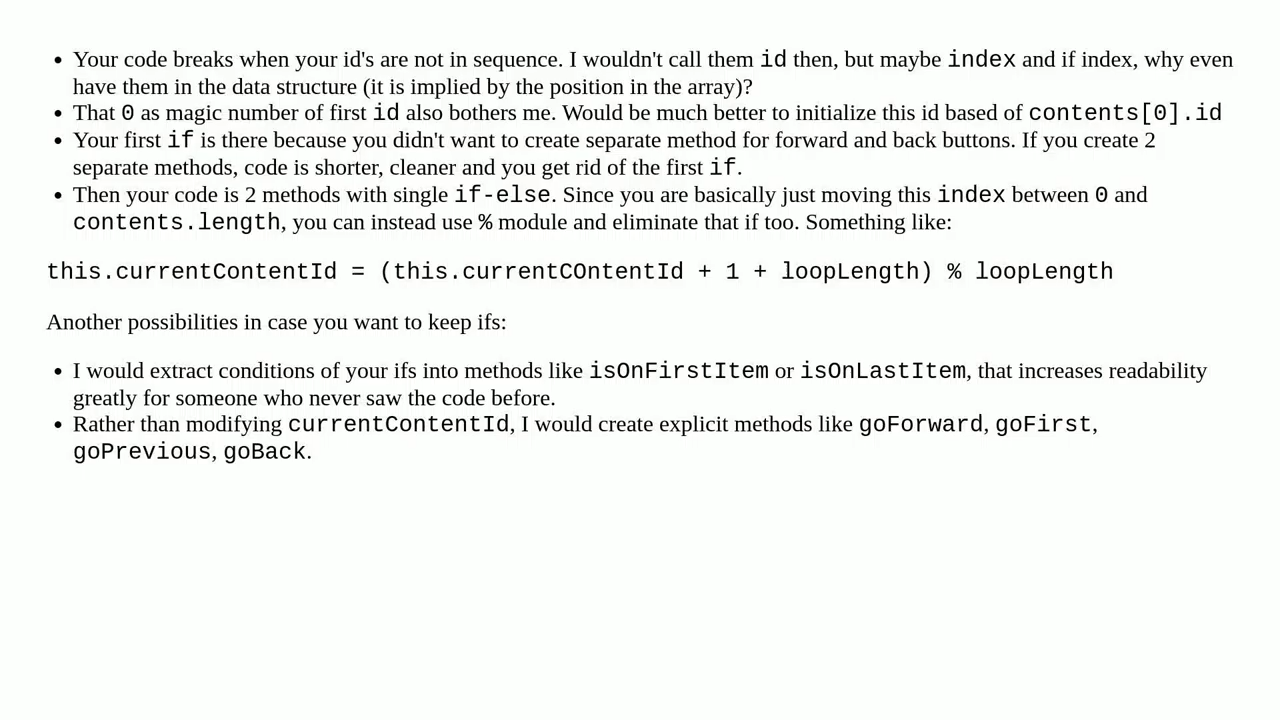 Your code breaks when your id's are not in sequence. I wouldn't call them id then, but maybe index and if index, why even
have them in the data structure (it is implied by the position in the array)?
That 0 as magic number of first id also bothers me. Would be much better to initialize this id based of contents[0].id
Your first if is there because you didn't want to create separate method for forward and back buttons. If you create 2
separate methods, code is shorter, cleaner and you get rid of the first if.
Then your code is 2 methods with single if-else. Since you are basically just moving this index between 0 and
contents.length, you can instead use % module and eliminate that if too. Something like:
this.currentContentId = (this.currentCOntentId + 1 + loopLength) % loopLength
Another possibilities in case you want to keep ifs:
I would extract conditions of your ifs into methods like isOnFirstItem or isOnLastItem, that increases readability
greatly for someone who never saw the code before.
Rather than modifying currentContentId, I would create explicit methods like goForward, goFirst,
goPrevious, goBack.